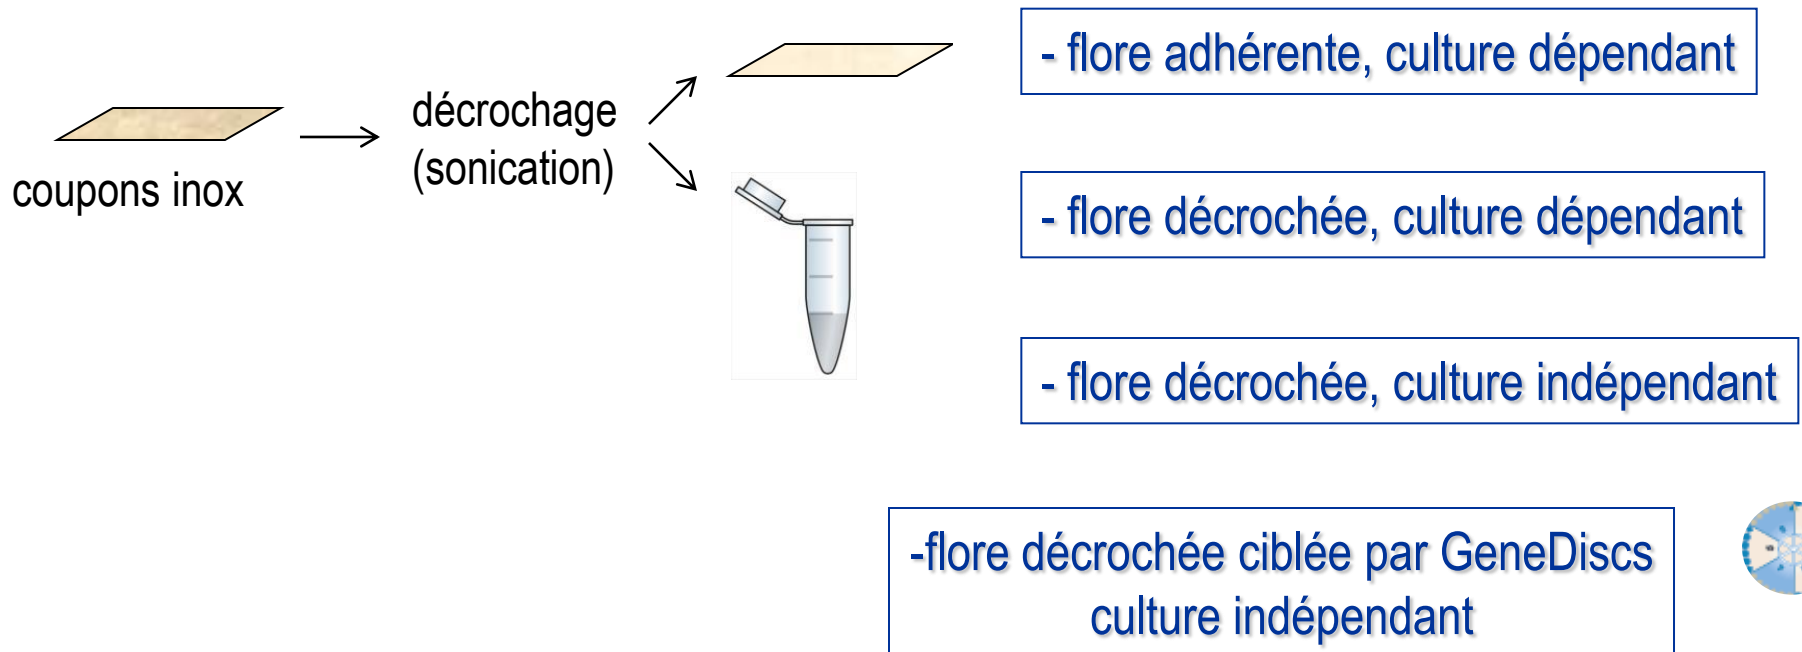 coupons inox
décrochage
(sonication)
- flore adhérente, culture dépendant
- flore décrochée, culture dépendant
- flore décrochée, culture indépendant
-flore décrochée ciblée par GeneDiscs
culture indépendant